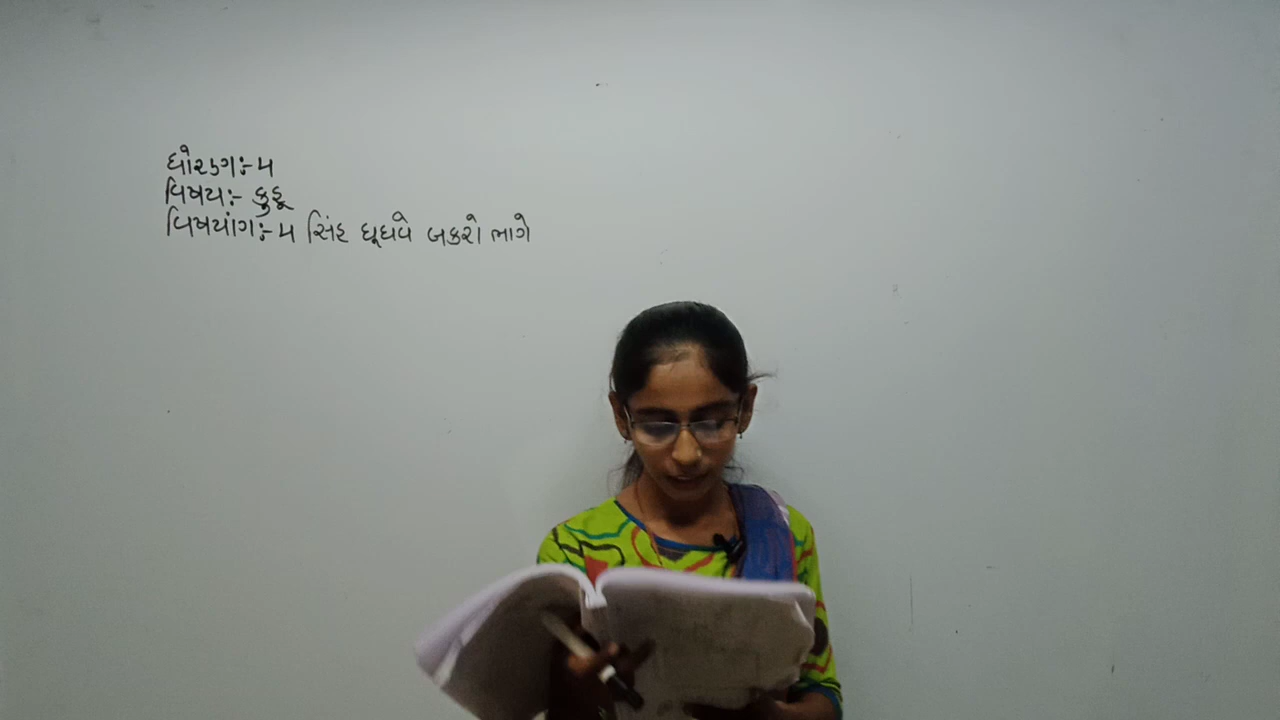 ધોરણ:- ૫
વિષય:- કુહૂ
વિષયાંગ:- ૫ સિંહ ઘૂઘવે બકરો ભાગે